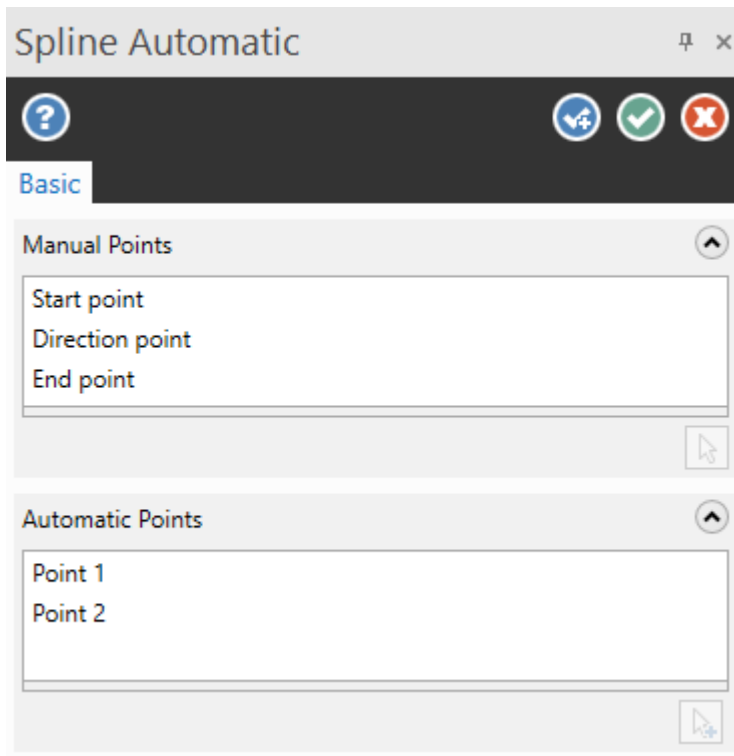 Spline Automatic
Basic
Manual Points
Start point
Direction point
End point
Automatic Points
Point 1
Point 2